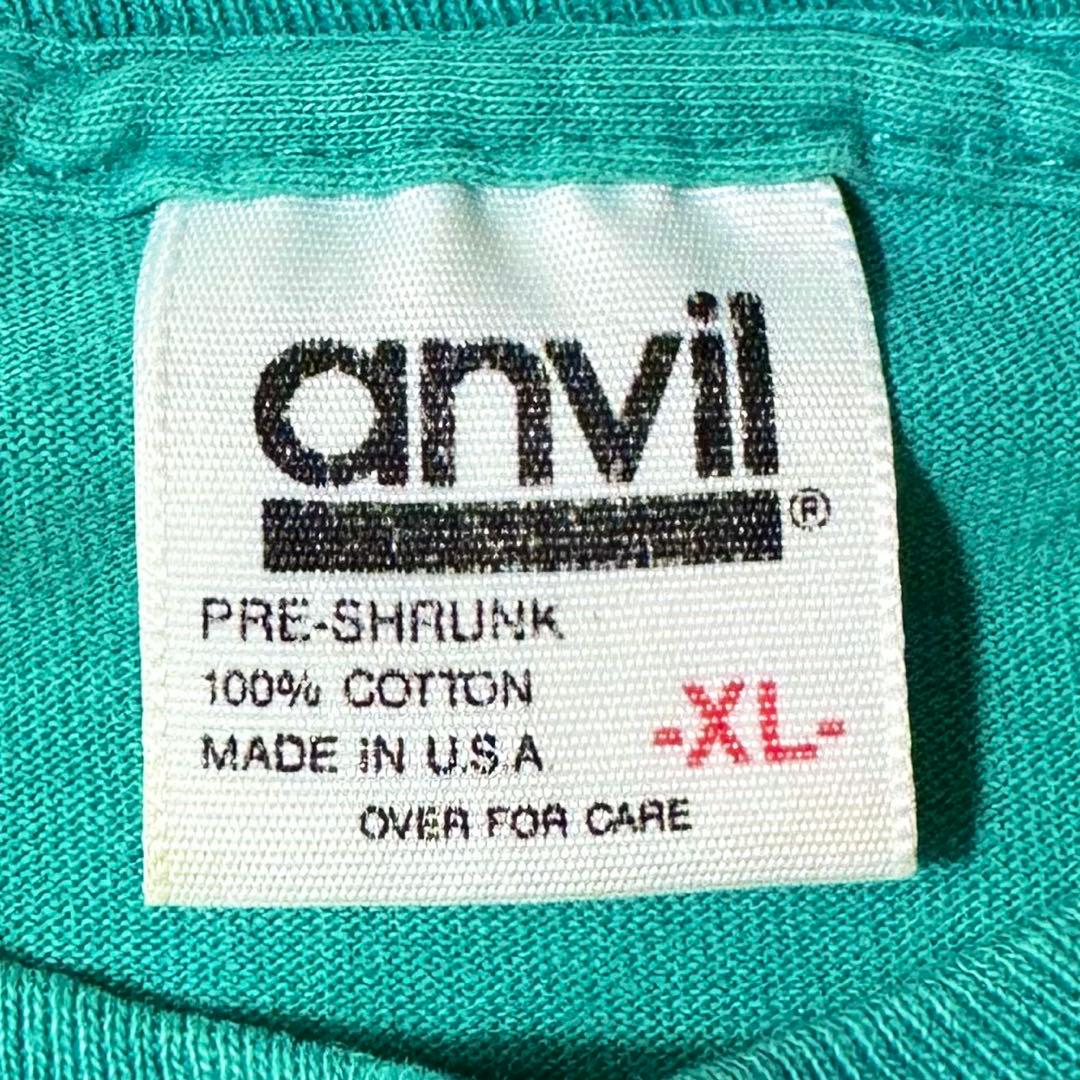 anvil®
PRE-SHRUNK
100% COTTON
MADE IN U.S.A
-XL-
OVER FOR CARE